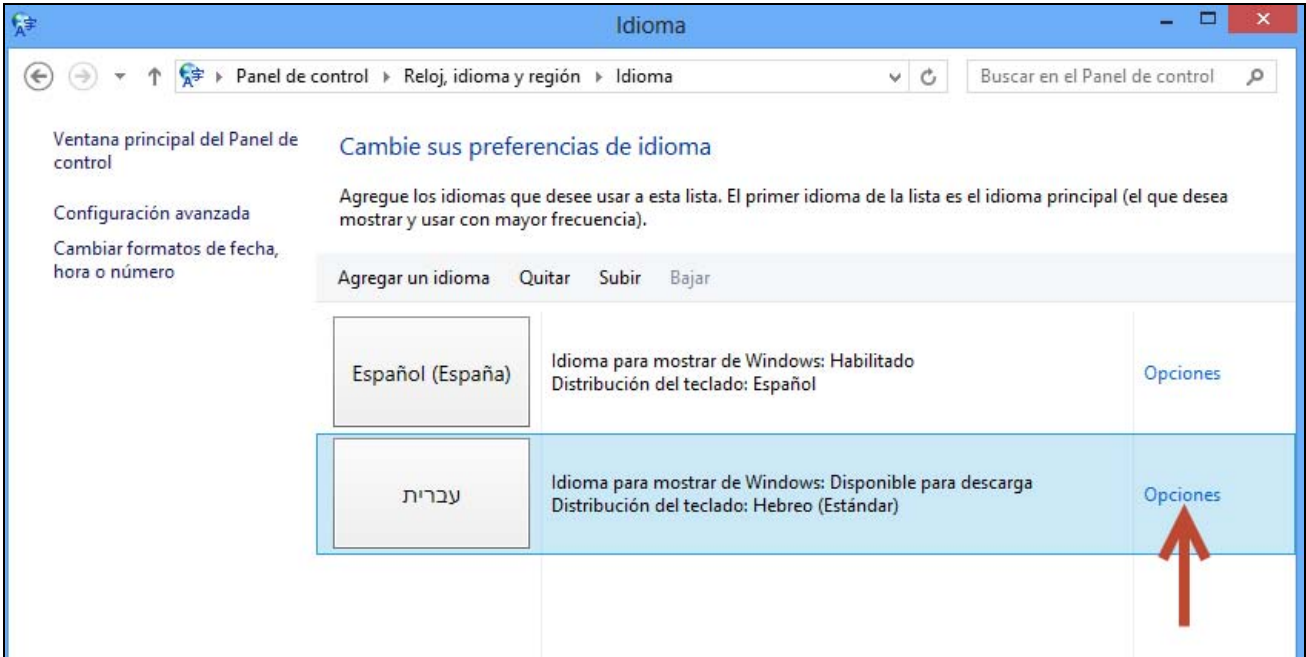 Idioma
Panel de control Reloj, idioma y región Idioma
Buscar en el Panel de control
Ventana principal del Panel de
control
Configuración avanzada
Cambiar formatos de fecha,
hora o número
Cambie sus preferencias de idioma
Agregue los idiomas que desee usar a esta lista. El primer idioma de la lista es el idioma principal (el que desea
mostrar y usar con mayor frecuencia).
Agregar un idioma Quitar Subir Bajar
Español (España)
Idioma para mostrar de Windows: Habilitado
Distribución del teclado: Español
Opciones
עברית
Idioma para mostrar de Windows: Disponible para descarga
Distribución del teclado: Hebreo (Estándar)
Opciones